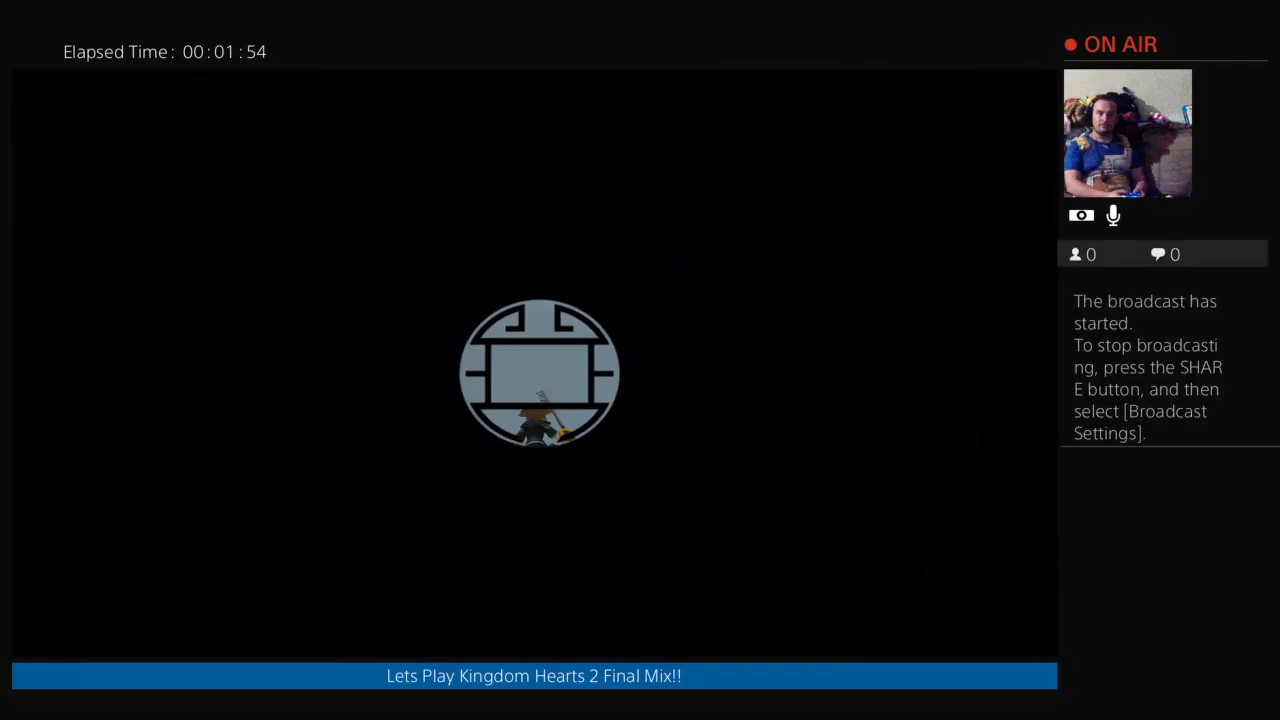 Elapsed Time: 00:01:54
ON AIR
0 0
The broadcast has
started.
To stop broadcasti
ng, press the SHAR
E button, and then
select [Broadcast
Settings].
Lets Play Kingdom Hearts 2 Final Mix!!